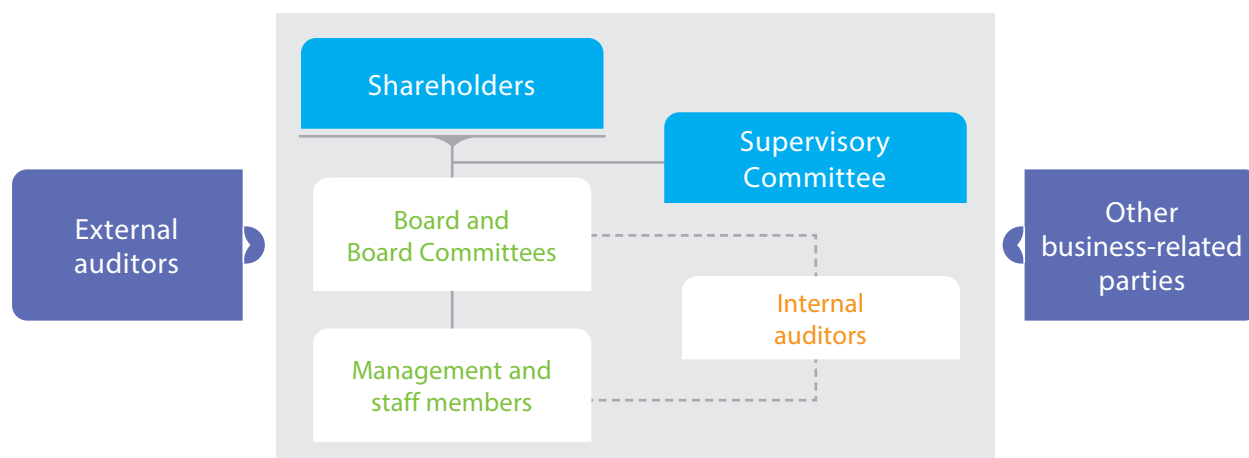 Shareholders
Supervisory
Committee
External
auditors
Board and
Board Committees
Other
business-related
parties
Internal
auditors
Management and
staff members